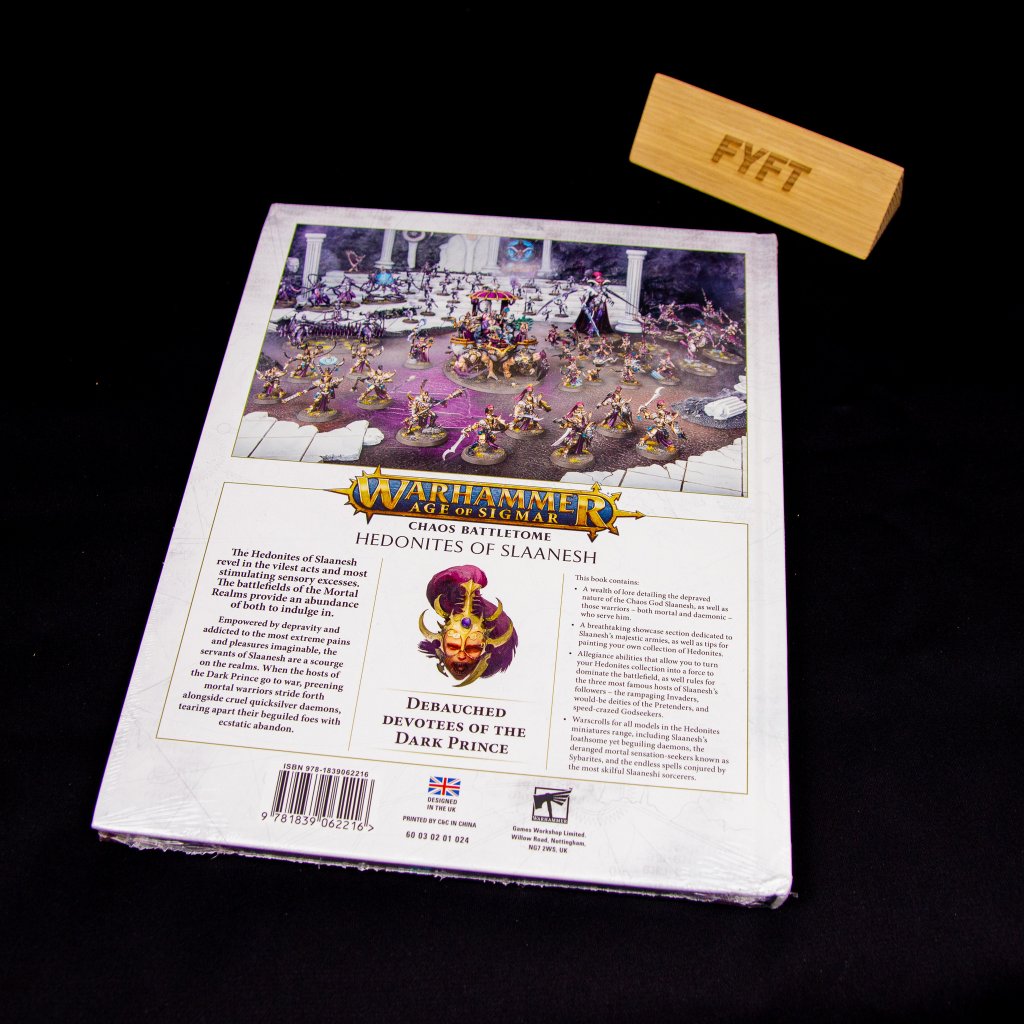 FYFT
WARHAMMER
AGE OF SIGMAR
CHAOS BATTLETOME
HEDONITES OF SLAANESH
The Hedonites of Slaanesh
revel in the vilest acts and most
stimulating sensory excesses.
The battlefields of the Mortal
Realms provide an abundance
of both to indulge in.
Empowered by depravity and
addicted to the most extreme pains
and pleasures imaginable, the
servants of Slaanesh are a scourge
on the realms. When the hosts of
the Dark Prince go to war, preening
mortal warriors stride forth
alongside cruel quicksilver daemons,
tearing apart their beguiled foes with
ecstatic abandon.
DEBAUCHED
DEVOTEES OF THE
DARK PRINCE
This book contains:
• A wealth of lore detailing the depraved
nature of the Chaos God Slaanesh, as well as
those warriors – both mortal and daemonic –
who serve him.
• A breathtaking showcase section dedicated to
Slaanesh's majestic armies, as well as tips for
painting your own collection of Hedonites.
• Allegiance abilities that allow you to turn
your Hedonites collection into a force to
dominate the battlefield, as well rules for
the three most famous hosts of Slaanesh's
followers – the rampaging Invaders,
would-be deities of the Pretenders, and
speed-crazed Godseekers.
• Warscrolls for all models in the Hedonites
miniatures range, including Slaanesh's
loathsome yet beguiling daemons, the
deranged mortal sensation-seekers known as
Sybarites, and the endless spells conjured by
the most skilful Slaaneshi sorcerers.
ISBN 978-1839062216
9 781839 062216 >
DESIGNED
IN THE UK
PRINTED BY C&C IN CHINA
60 03 02 01 024
WARHAMMER
Games Workshop Limited,
Willow Road, Nottingham,
NG7 2WS, UK